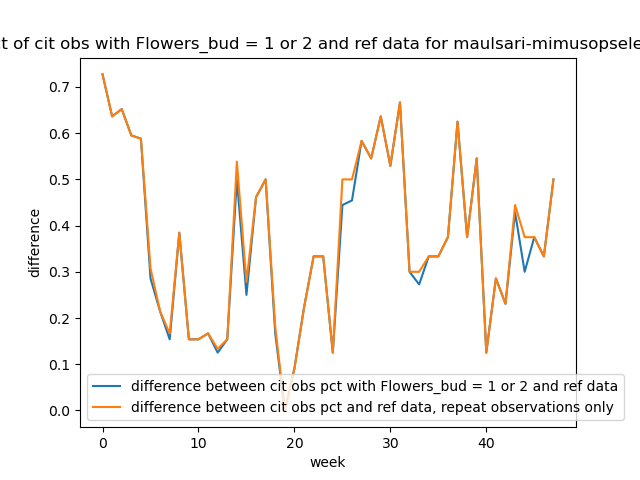 t of cit obs with Flowers_bud = 1 or 2 and ref data for maulsari-mimusopsele
0.7
0.6
0.5
0.4
0.3
0.2
0.1
0.0
difference
difference between cit obs pct with Flowers_bud = 1 or 2 and ref data
difference between cit obs pct and ref data, repeat observations only
0 10 20 30 40
week